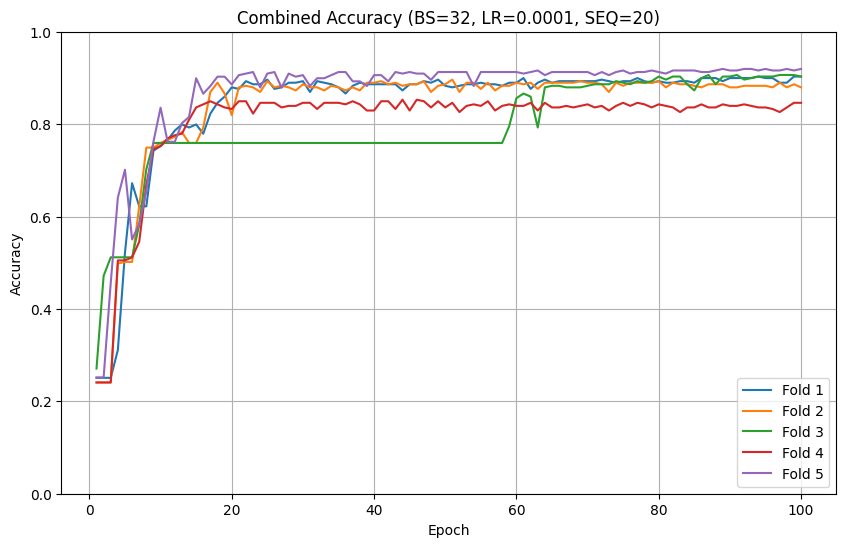 Combined Accuracy (BS=32, LR=0.0001, SEQ=20)
1.0
0.8
0.6
0.4
0.2
0.0
Accuracy
0 20 40 60 80 100
Epoch
Fold 1
Fold 2
Fold 3
Fold 4
Fold 5